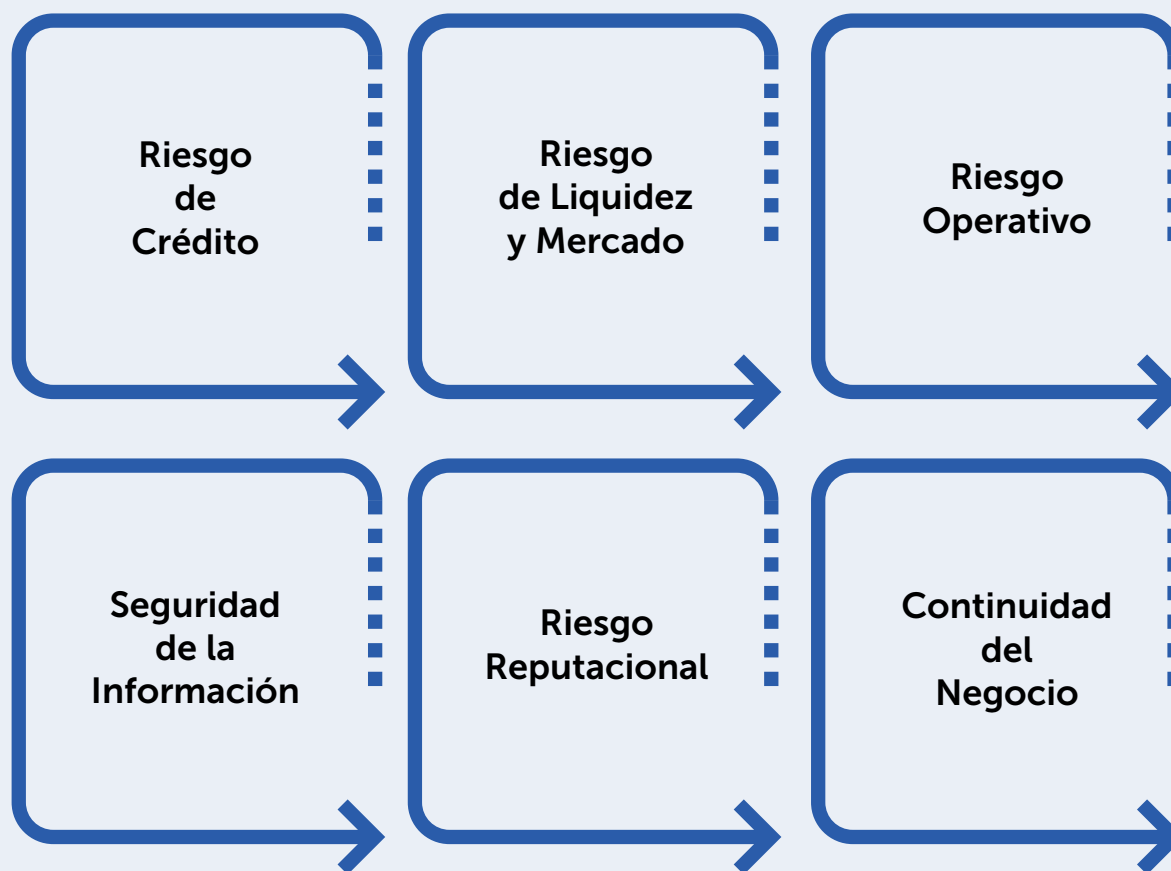 Riesgo
de
Crédito
Riesgo
de Liquidez
y Mercado
Riesgo
Operativo
Seguridad
de la
Información
Riesgo
Reputacional
Continuidad
del
Negocio